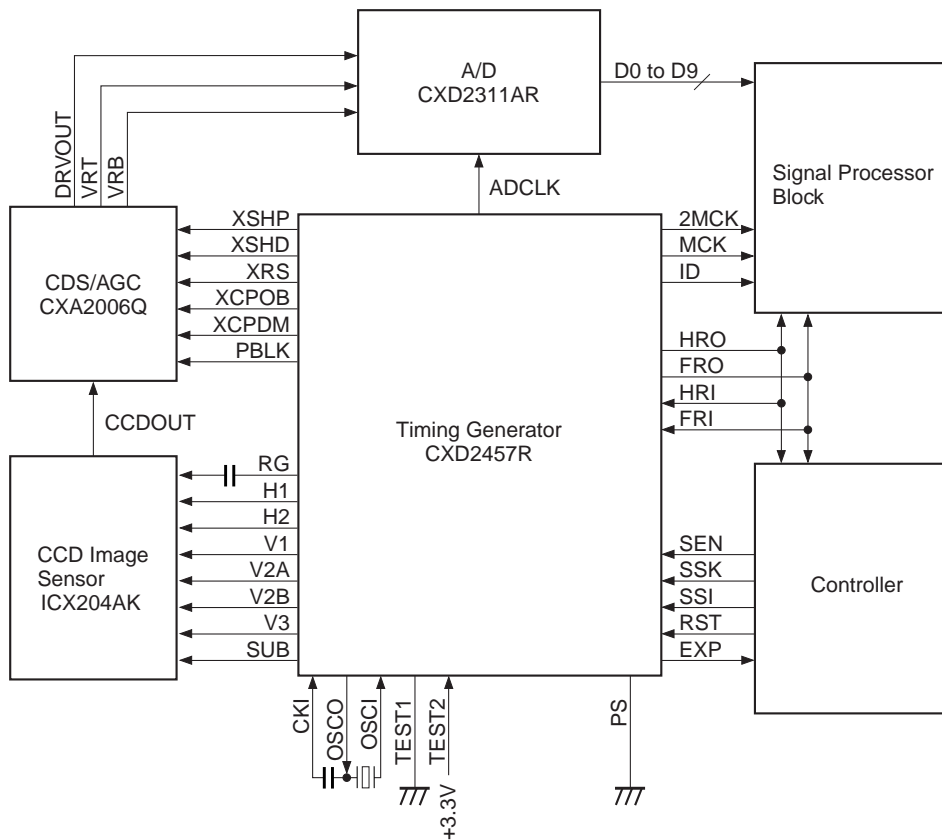 A/D
CXD2311AR
D0 to D9
Signal Processor
Block
DRVOUT
VRT
VRB
ADCLK
CDS/AGC
CXA2006Q
XSHP
XSHD
XRS
XCPOB
XCPDM
PBLK
2MCK
MCK
ID
HRO
FRO
HRI
FRI
CCDOUT
Timing Generator
CXD2457R
CCD Image
Sensor
ICX204AK
RG
H1
H2
V1
V2A
V2B
V3
SUB
SEN
SSK
SSI
RST
EXP
Controller
CKI
OSCO
OSCI
TEST1
TEST2
+3.3V
PS